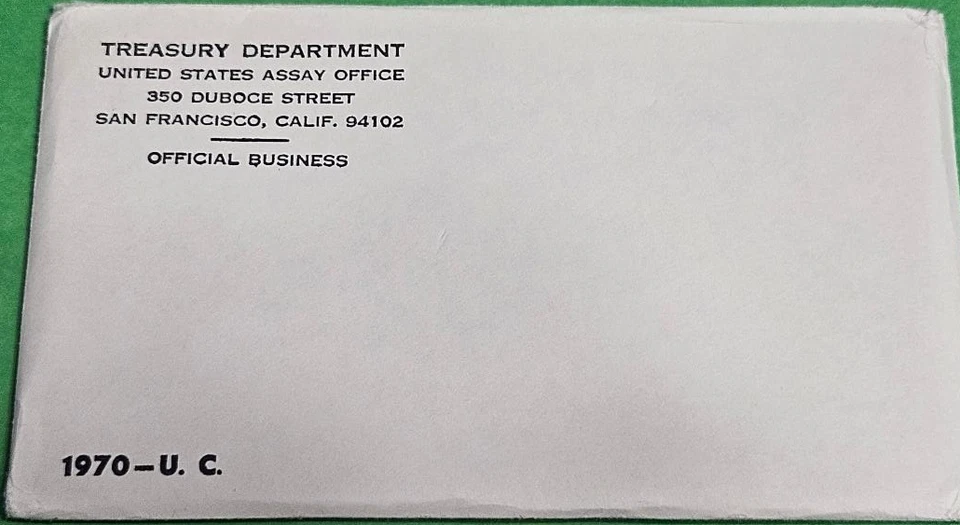 TREASURY DEPARTMENT
UNITED STATES ASSAY OFFICE
350 DUBOCE STREET
SAN FRANCISCO, CALIF. 94102
OFFICIAL BUSINESS
1970–U. C.